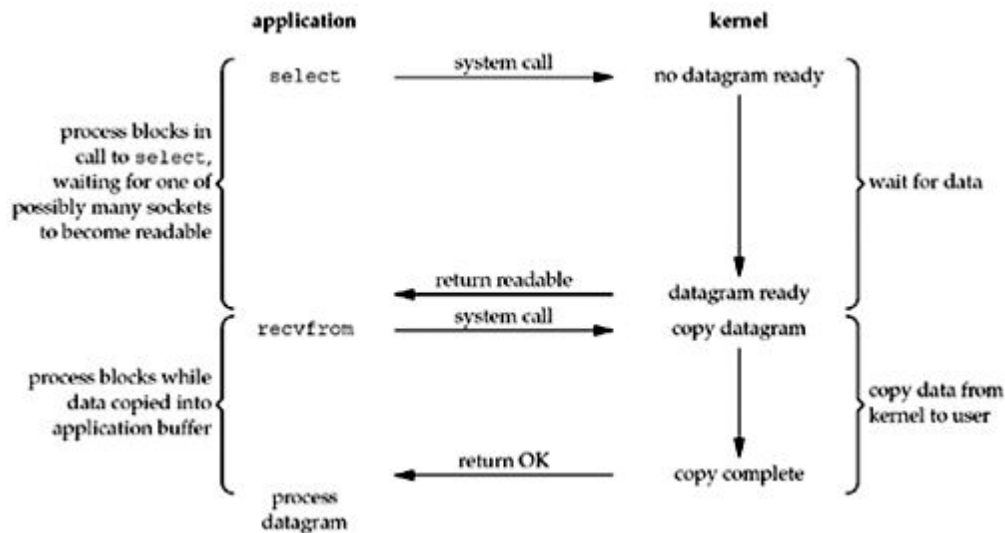 application
kernel
select
system call
no datagram ready
process blocks in
call to select,
waiting for one of
possibly many sockets
to become readable
wait for data
return readable
datagram ready
recvfrom
system call
copy datagram
process blocks while
data copied into
application buffer
copy data from
kernel to user
return OK
copy complete
process
datagram